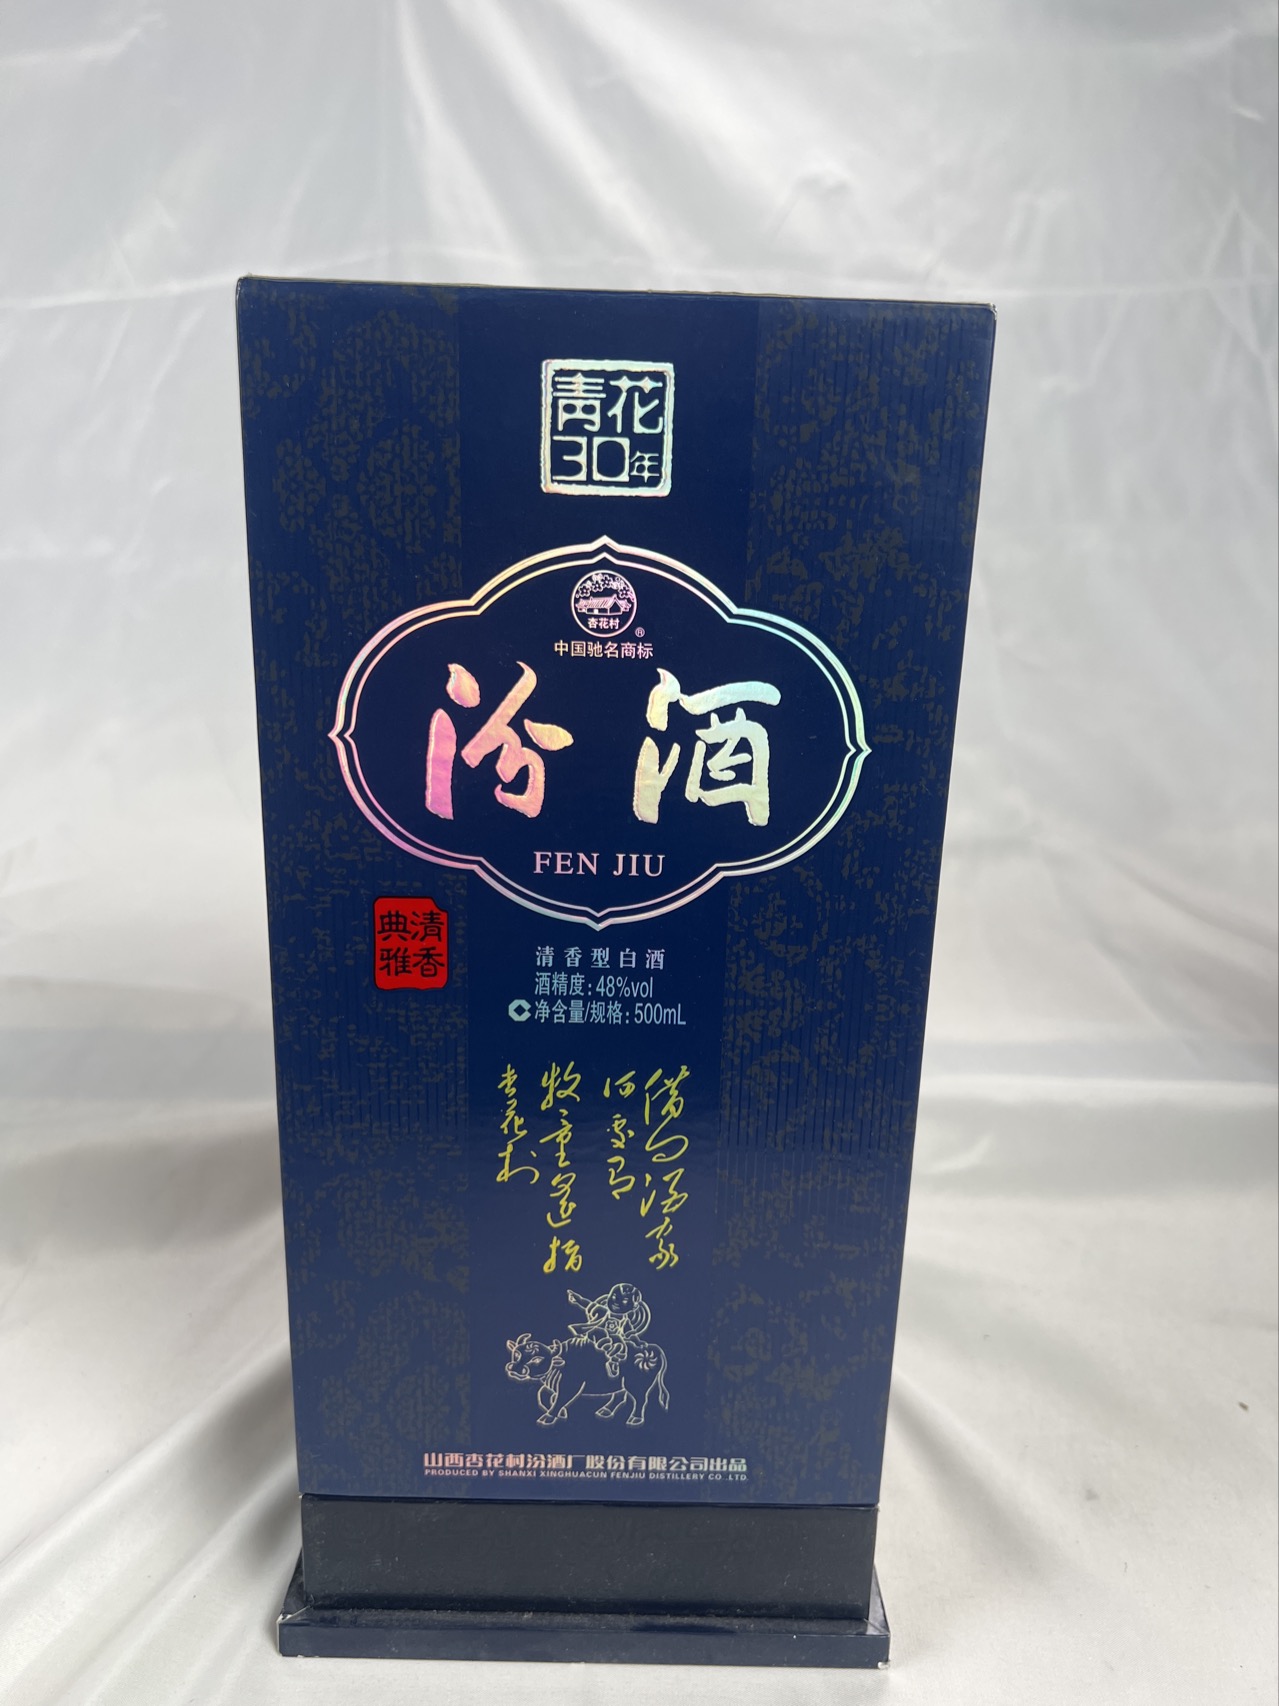 青花
30年
杏花村
®
中国驰名商标
汾酒
FEN JIU
清香
典雅
清香型白酒
酒精度:48%vol
净含量/规格:500mL
借问酒家
何处有
牧童遥指
杏花村
山西杏花村汾酒厂股份有限公司出品
PRODUCED BY SHANXI XINGHUACUN FENJIU DISTILLERY CO.,LTD.